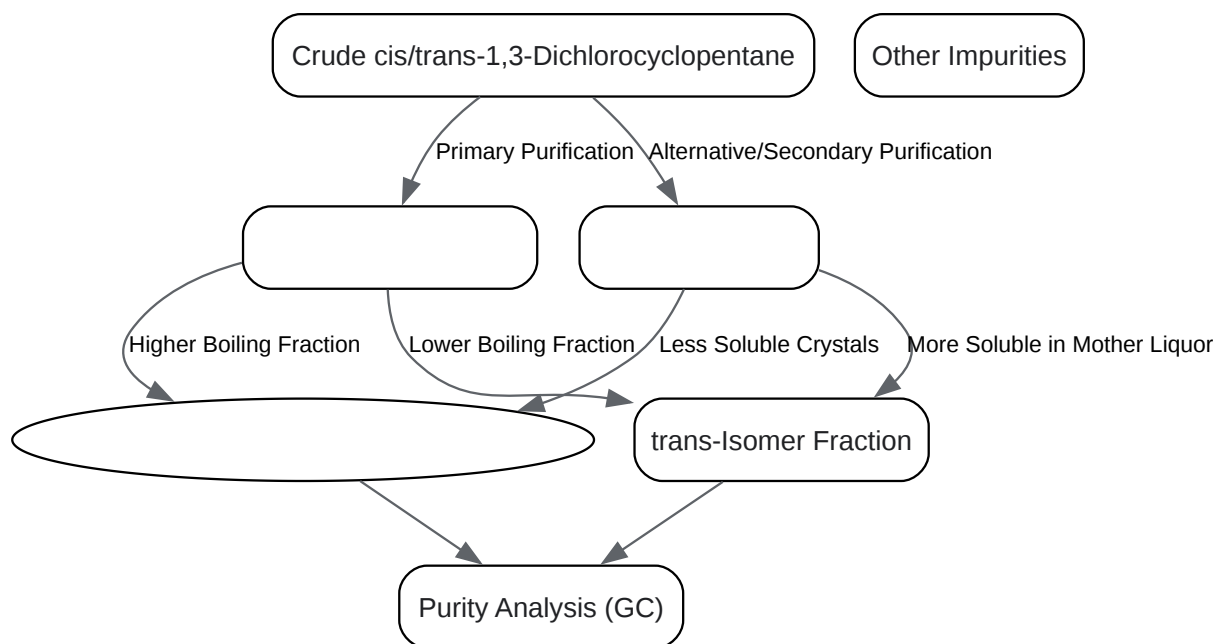 Crude cis/trans-1,3-Dichlorocyclopentane
Other Impurities
Primary Purification
Alternative/Secondary Purification
Higher Boiling Fraction
Lower Boiling Fraction
Less Soluble Crystals
More Soluble in Mother Liquor
trans-Isomer Fraction
Purity Analysis (GC)